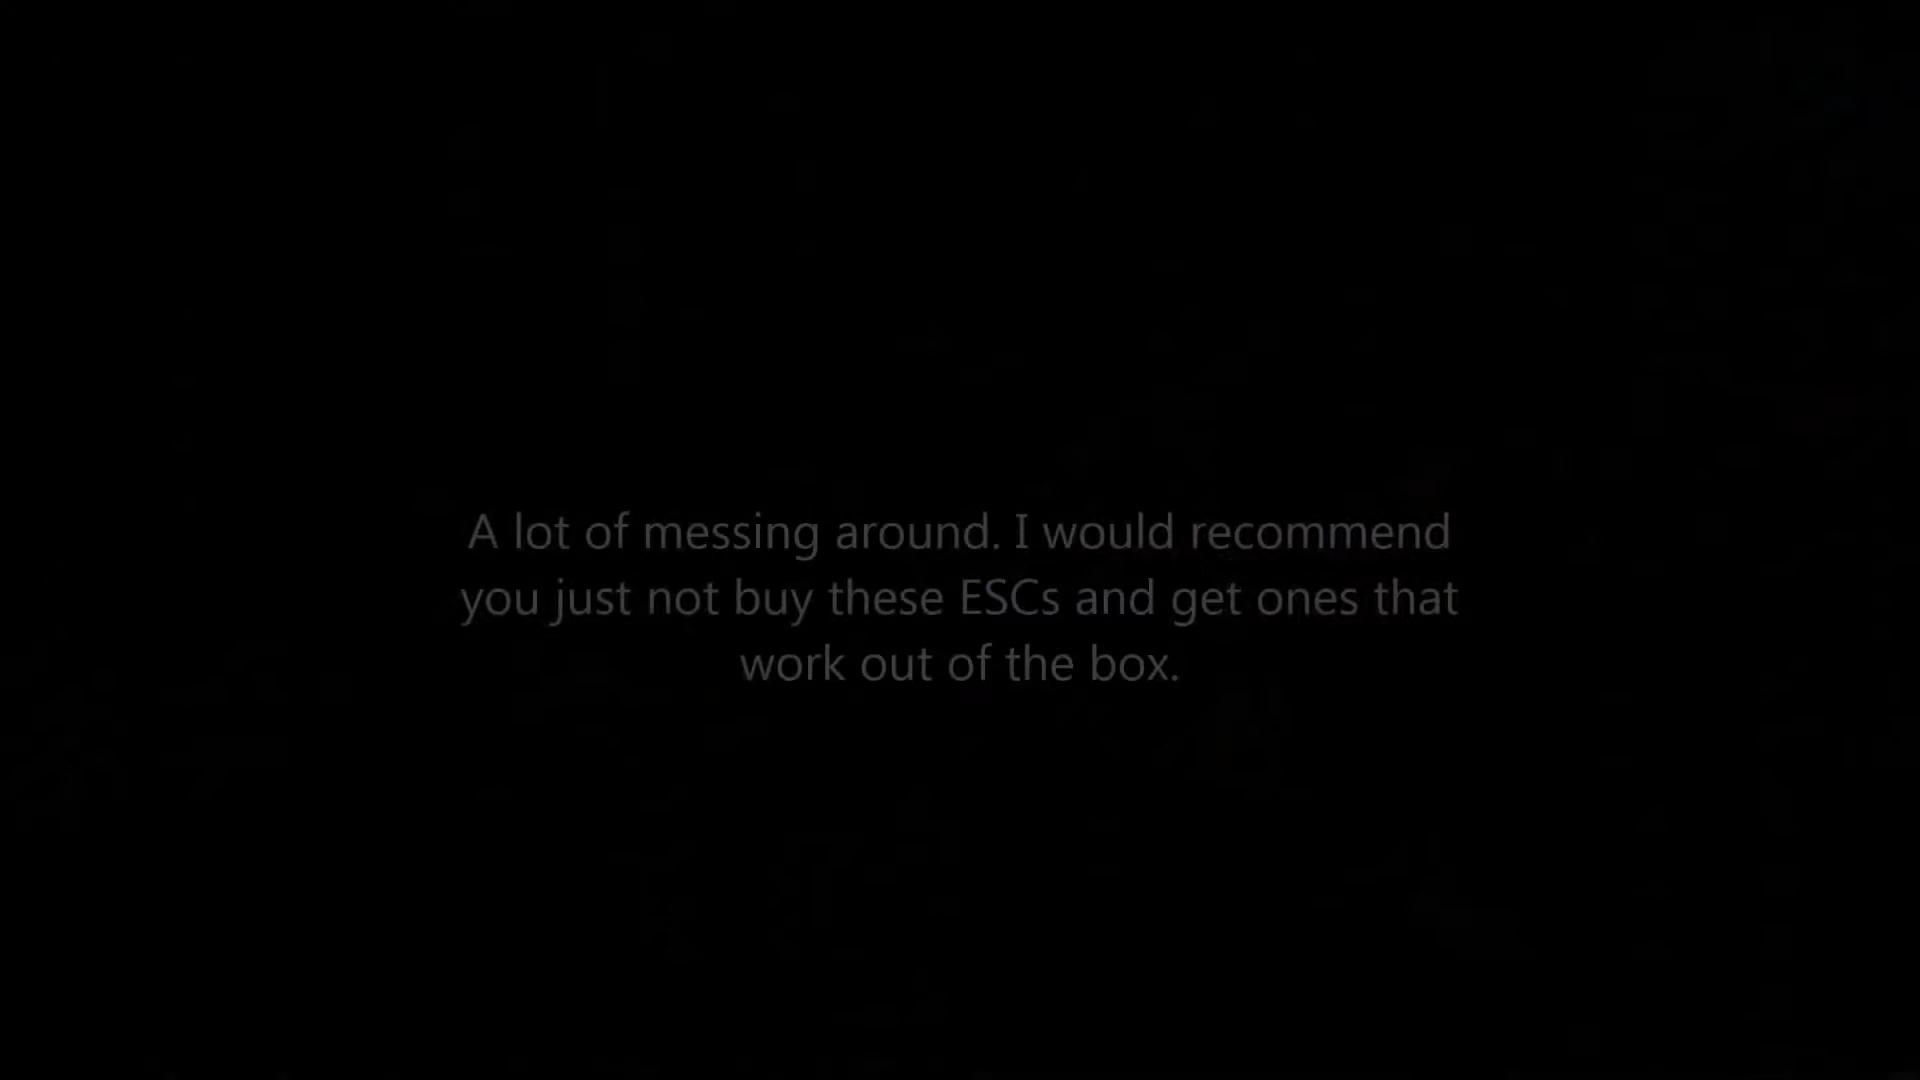 A lot of messing around. I would recommend
you just not buy these ESCs and get ones that
work out of the box.